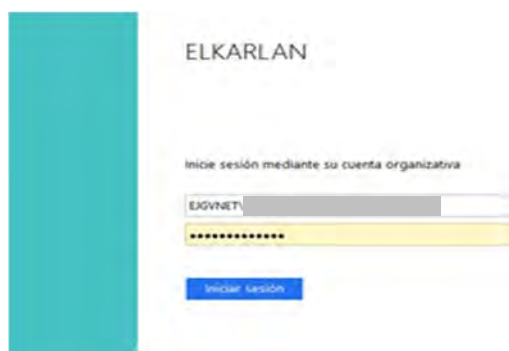 ELKARLAN
Inicie sesión mediante su cuenta organizativa
EJGVNET\
•••••••••••••
Iniciar sesión